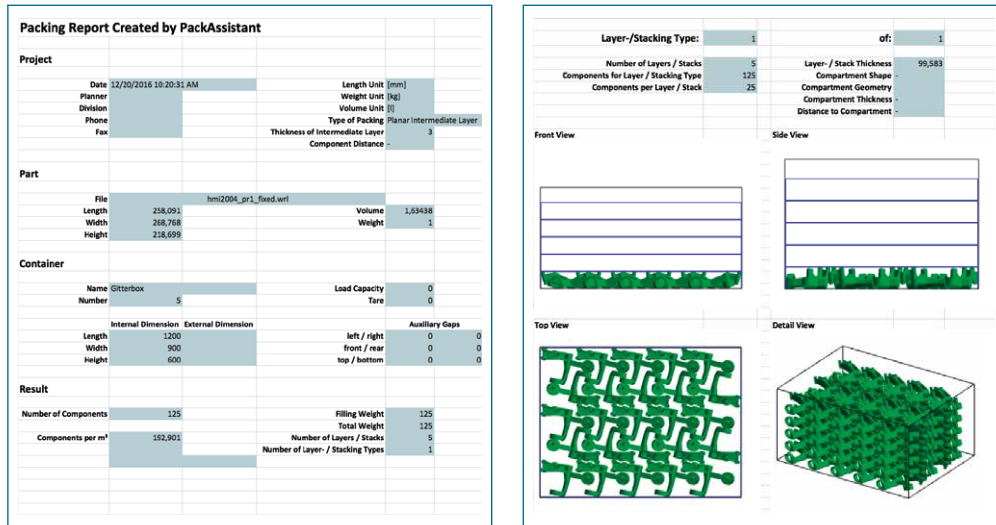 Packing Report Created by PackAssistant
Project
Date 12/20/2016 10:20:31 AM Length Unit [mm]
Planner Weight Unit [kg]
Division Volume Unit [l]
Phone Type of Packing Planar Intermediate Layer
Fax Thickness of Intermediate Layer 3
Component Distance -
Part
File hmi2004_pr1_fixed.wrl
Length 258,091 Volume 1,63438
Width 268,768 Weight 1
Height 218,699
Container
Name Gitterbox Load Capacity 0
Number 5 Tare 0
Internal Dimension External Dimension Auxiliary Gaps
Length 1200 left / right 0 0
Width 900 front / rear 0 0
Height 600 top / bottom 0 0
Result
Number of Components 125 Filling Weight 125
Total Weight 125
Components per m³ 192,901 Number of Layers / Stacks 5
Number of Layer- / Stacking Types 1
Layer-/Stacking Type: 1 of: 1
Number of Layers / Stacks 5 Layer- / Stack Thickness 99,583
Components for Layer / Stacking Type 125 Compartment Shape -
Components per Layer / Stack 25 Compartment Geometry
Compartment Thickness -
Distance to Compartment -
Front View Side View
Top View Detail View